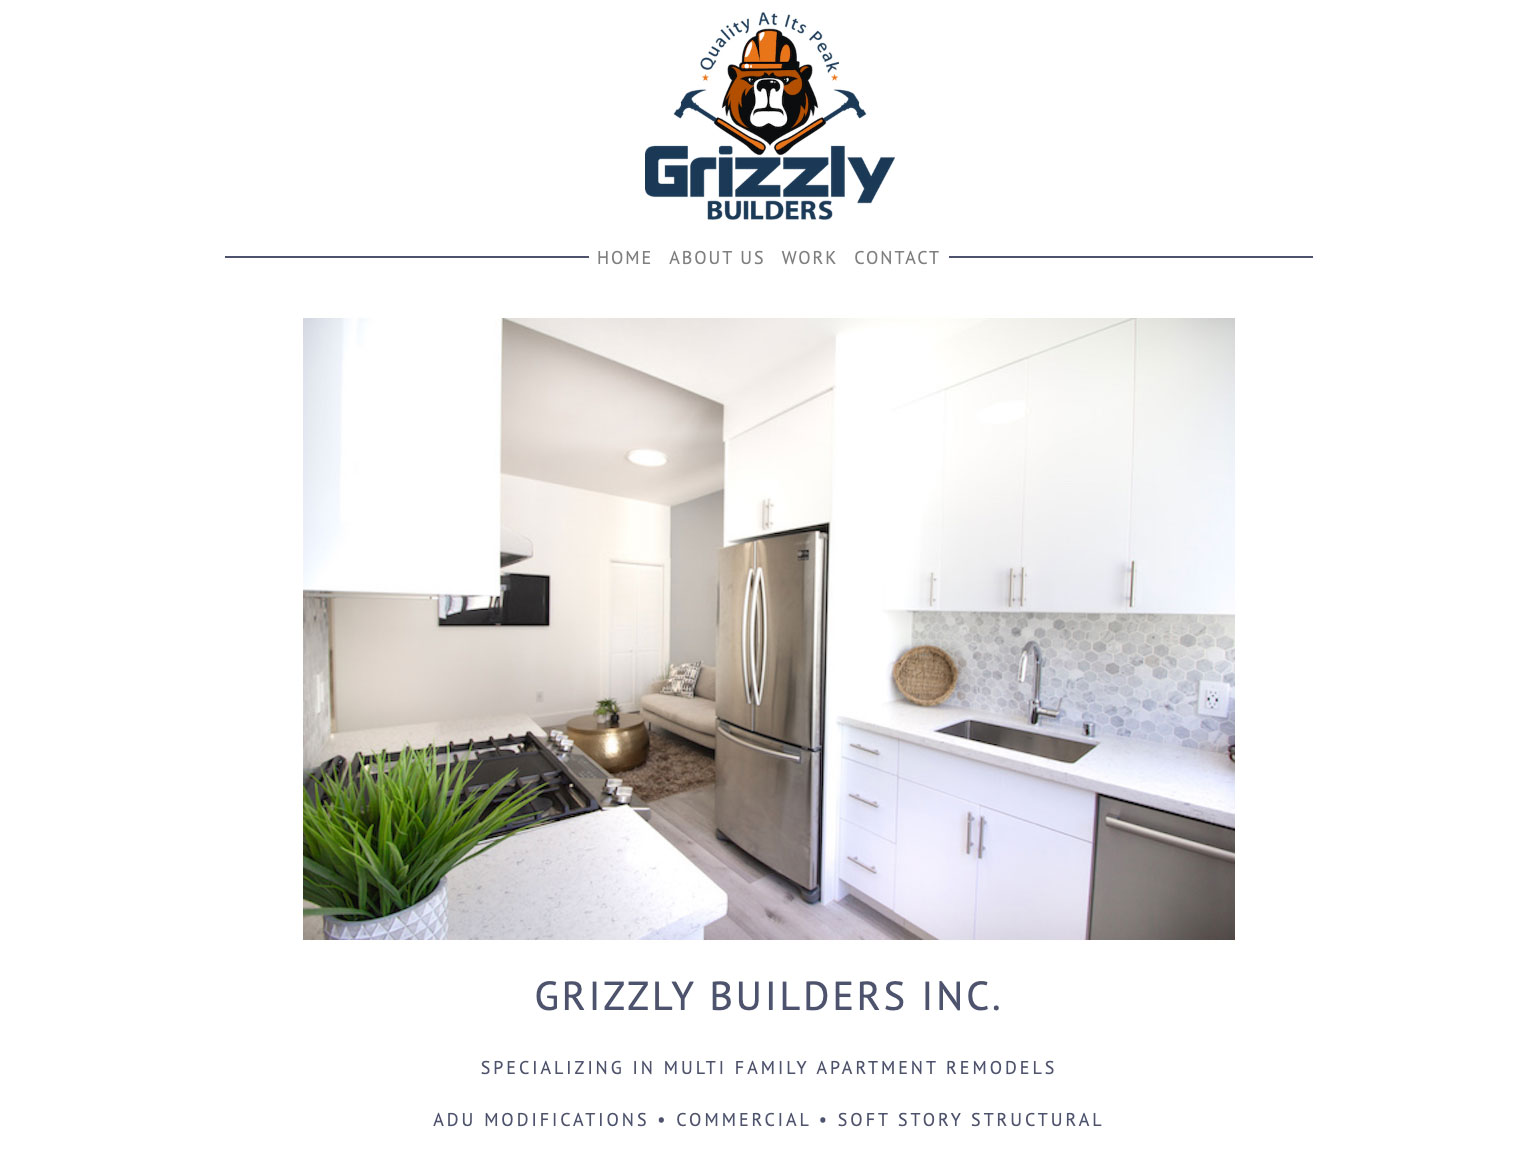 Quality At Its Peak
Grizzly
BUILDERS
HOME ABOUT US WORK CONTACT
GRIZZLY BUILDERS INC.
SPECIALIZING IN MULTI FAMILY APARTMENT REMODELS
ADU MODIFICATIONS • COMMERCIAL • SOFT STORY STRUCTURAL